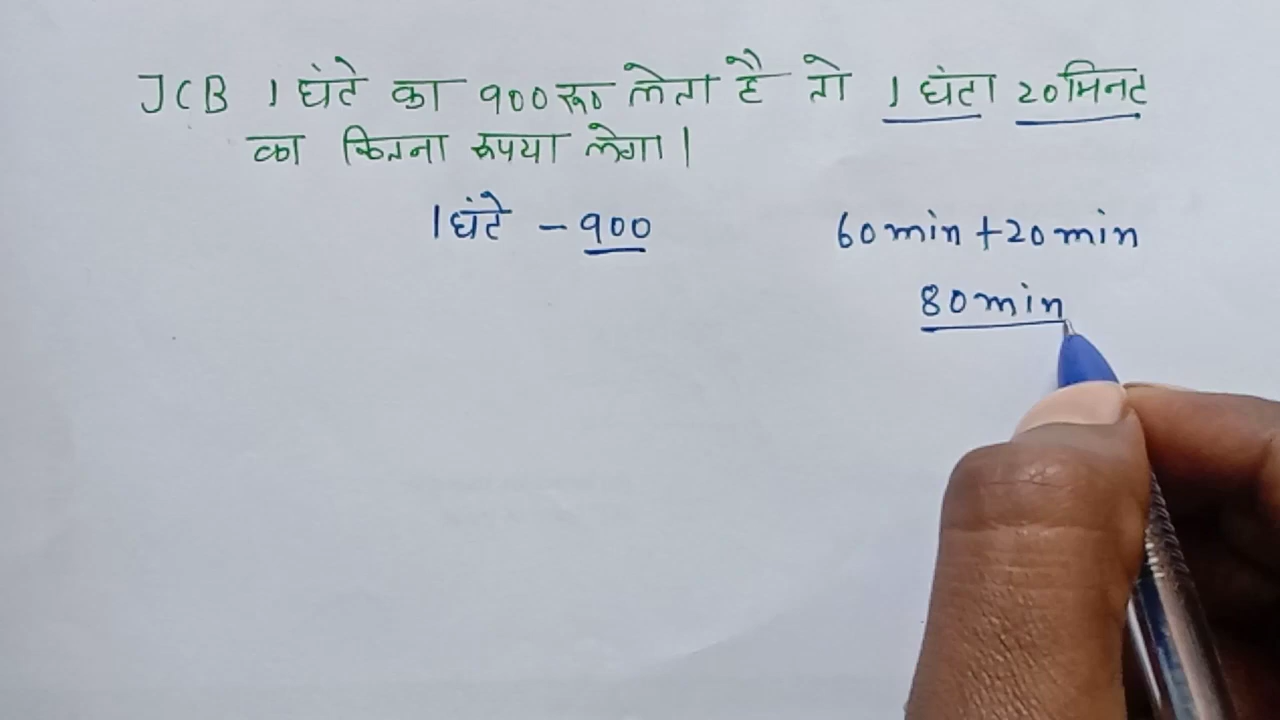 JCB 1 घंटे का 900 रू० लेता है तो 1 घंटा 20 मिनट
का कितना रूपया लेगा।
1 घंटे - 900
60 min + 20 min
80 min